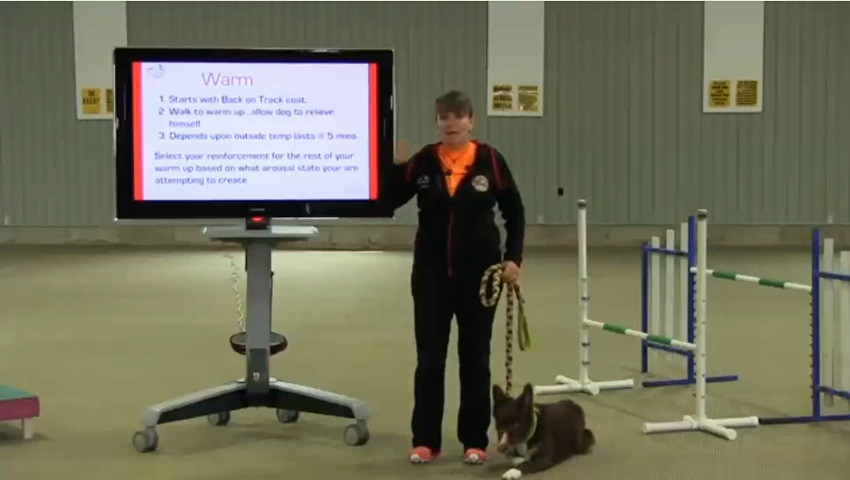 Warm
1 Starts with Back on Track coat.
2 Walk to warm up...allow dog to relieve
himself.
3 Depends upon outside temp lasts 5 mins.
Select your reinforcement for the rest of your
warm up based on what arousal state your are
attempting to create.